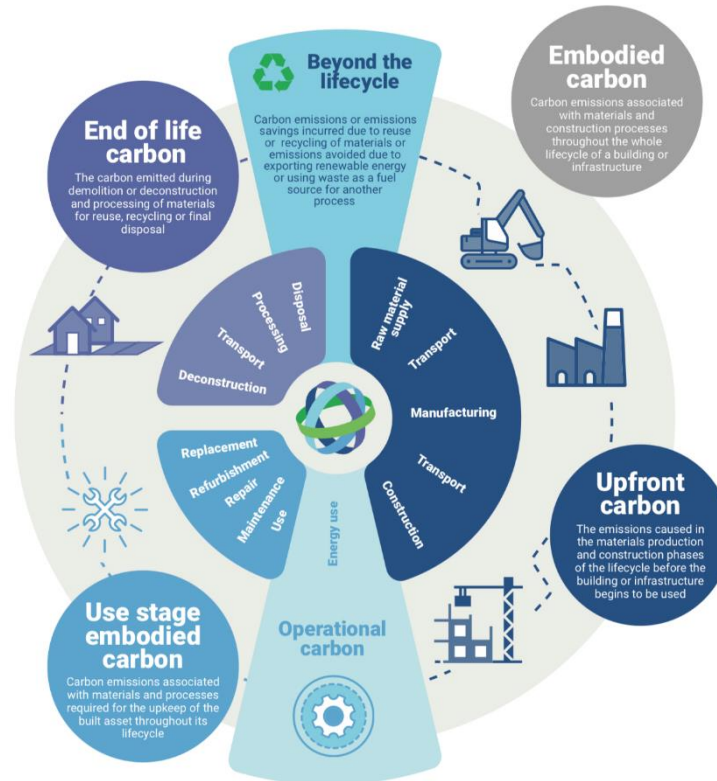 Beyond the
lifecycle
Carbon emissions or emissions
savings incurred due to reuse
or recycling of materials or
emissions avoided due to
exporting renewable energy
or using waste as a fuel
source for another
process
Embodied
carbon
Carbon emissions associated
with materials and
construction processes
throughout the whole
lifecycle of a building or
infrastructure
End of life
carbon
The carbon emitted during
demolition or deconstruction
and processing of materials
for reuse, recycling or final
disposal
Disposal
Processing
Transport
Deconstruction
Raw material
supply
Transport
Manufacturing
Transport
Construction
Replacement
Refurbishment
Repair
Maintenance
Use
Energy use
Upfront
carbon
The emissions caused in
the materials production
and construction phases
of the lifecycle before the
building or infrastructure
begins to be used
Use stage
embodied
carbon
Carbon emissions associated
with materials and processes
required for the upkeep of the
built asset throughout its
lifecycle
Operational
carbon